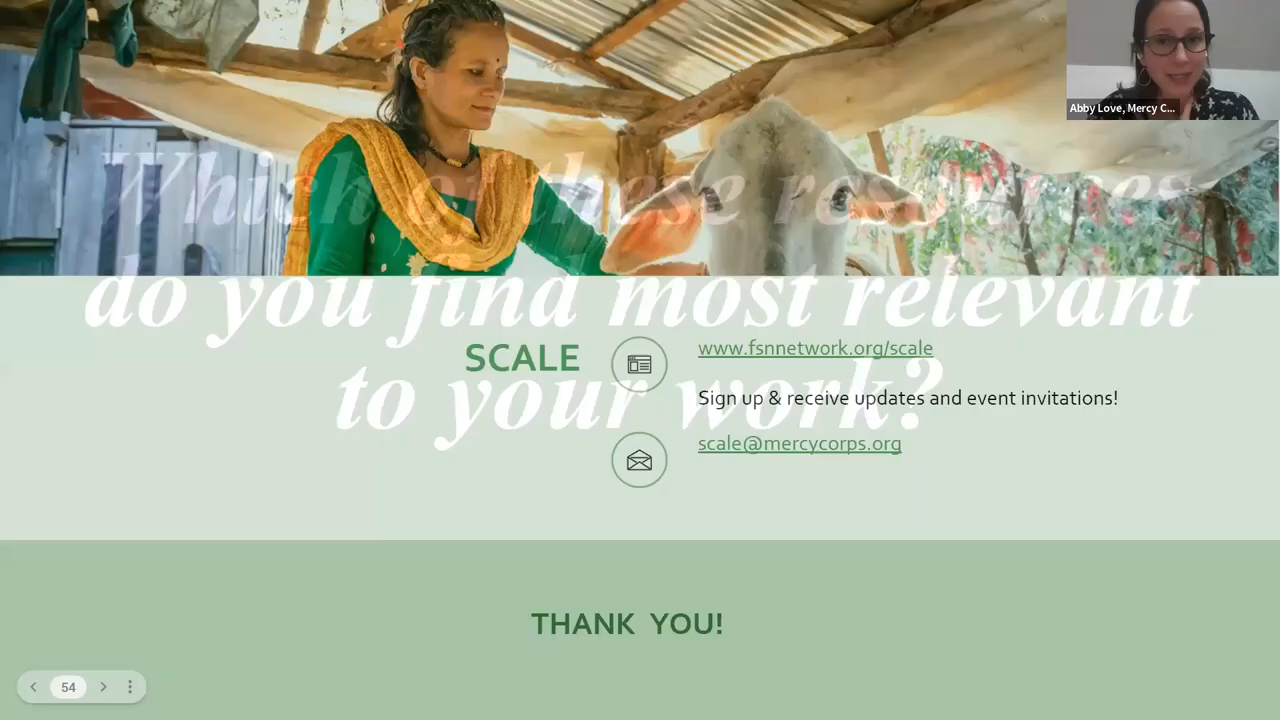 Abby Love, Mercy C...
Which of these resources
do you find most relevant
to your work?
SCALE
www.fsnnetwork.org/scale
Sign up & receive updates and event invitations!
scale@mercycorps.org
THANK YOU!
54